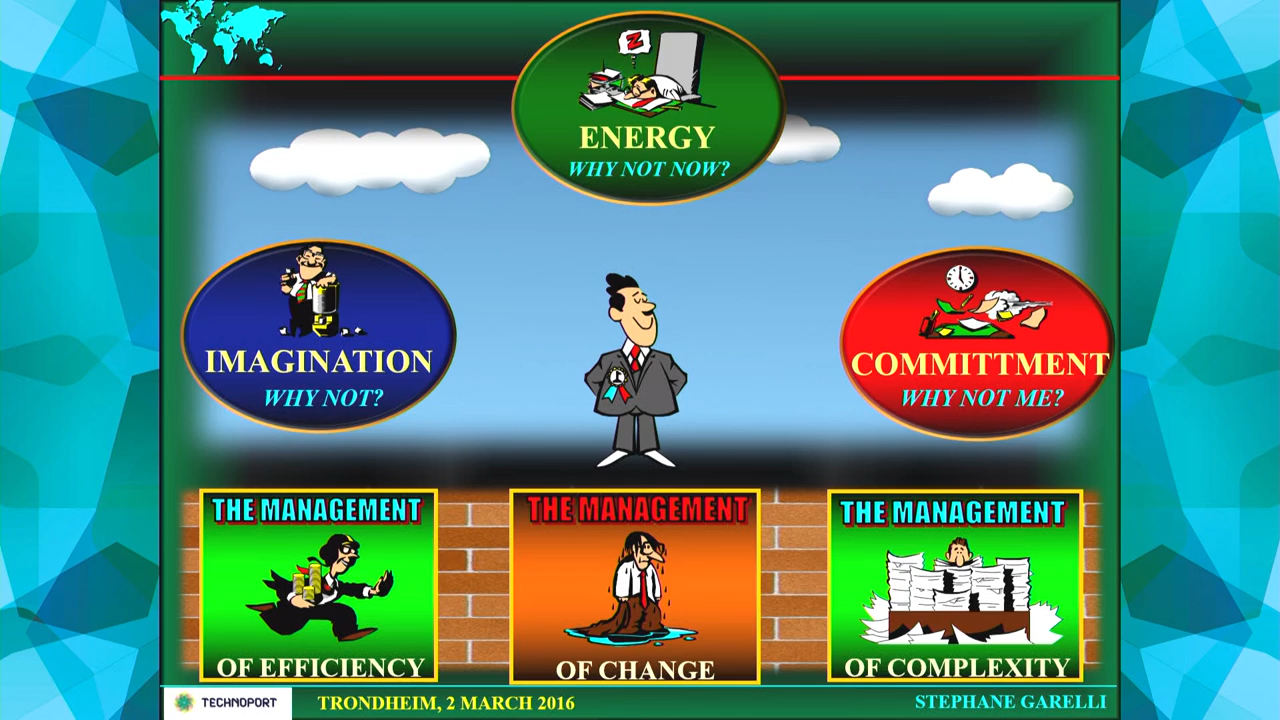 Z
ENERGY
WHY NOT NOW?
IMAGINATION
WHY NOT?
COMMITTMENT
WHY NOT ME?
THE MANAGEMENT
OF EFFICIENCY
THE MANAGEMENT
OF CHANGE
THE MANAGEMENT
OF COMPLEXITY
TECHNOPORT
TRONDHEIM, 2 MARCH 2016
STEPHANE GARELLI